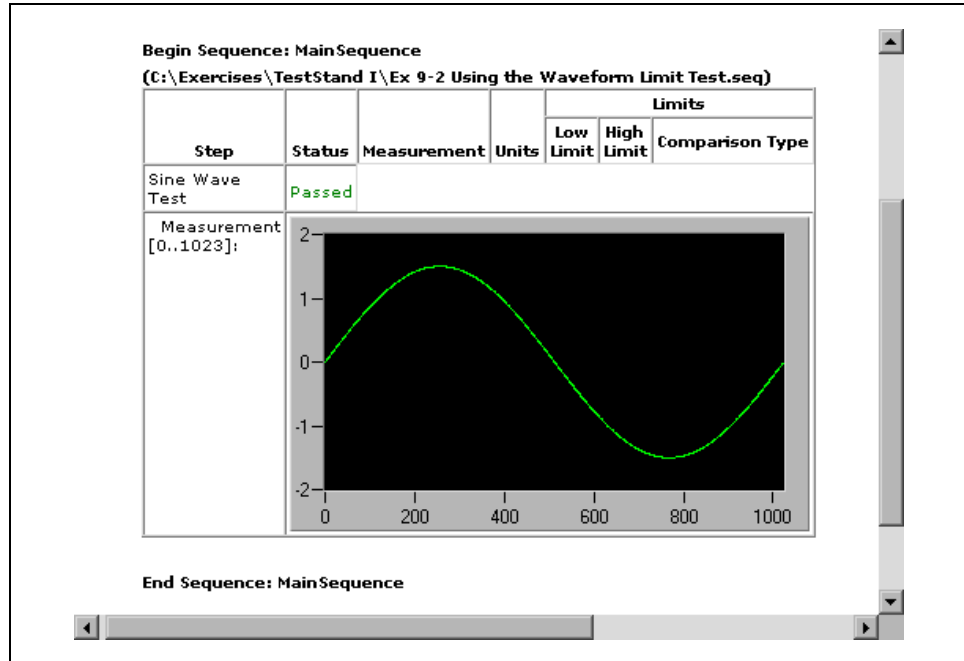 Begin Sequence: MainSequence
(C:\Exercises\TestStand I\Ex 9-2 Using the Waveform Limit Test.seq)
Limits
Step Status Measurement Units Low Limit High Limit Comparison Type
Sine Wave
Test
Passed
Measurement
[0..1023]:
2
1
0
-1
-2
0 200 400 600 800 1000
End Sequence: MainSequence